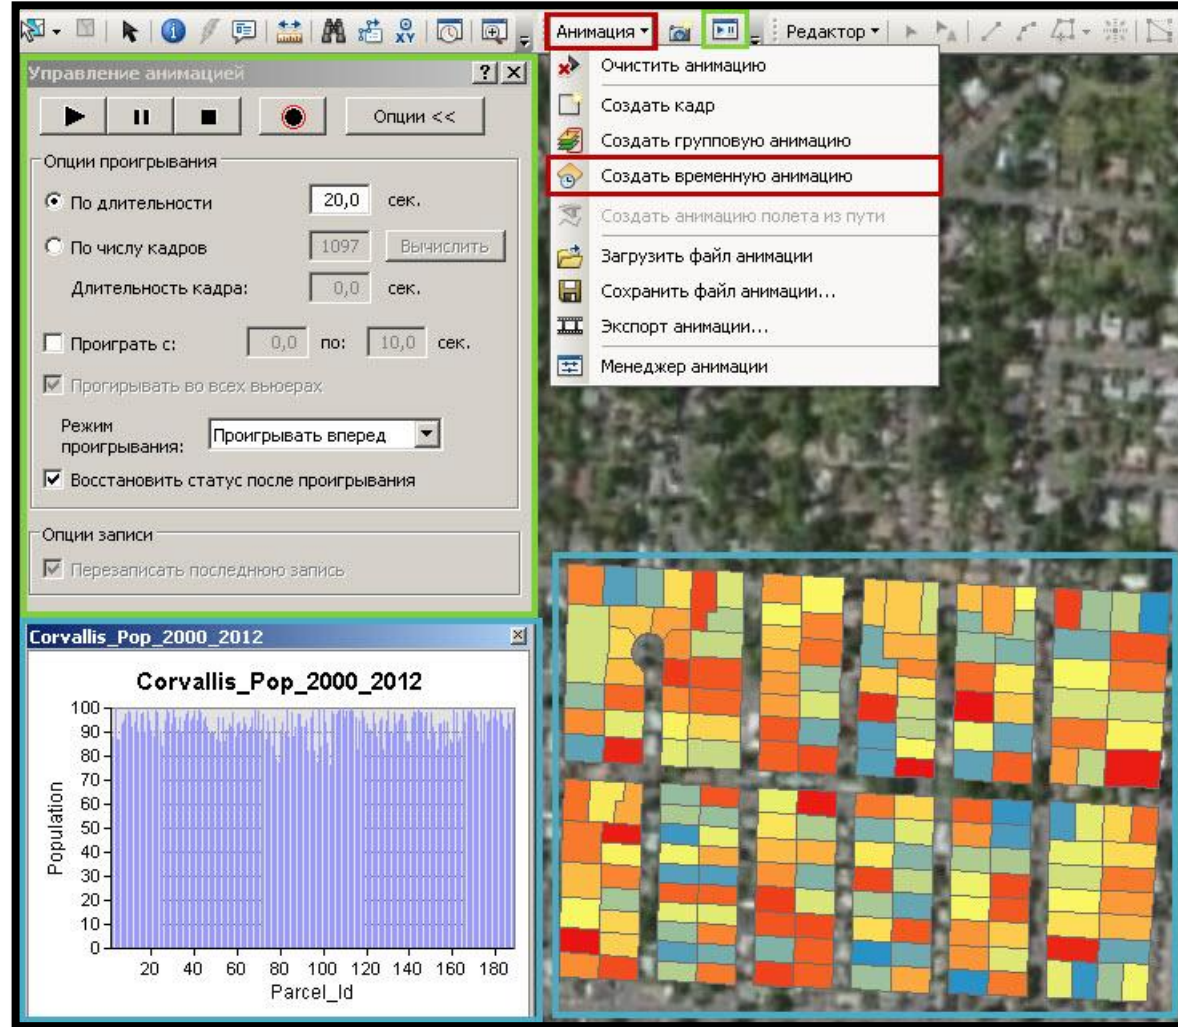 Анимация
Редактор
Управление анимацией
Опции <<
Опции проигрывания
По длительности 20,0 сек.
По числу кадров 1097 Вычислить
Длительность кадра: 0,0 сек.
Проиграть с: 0,0 по: 10,0 сек.
Прогирывать во всех вьюерах
Режим
проигрывания: Проигрывать вперед
Восстановить статус после проигрывания
Опции записи
Перезаписать последнюю запись
Очистить анимацию
Создать кадр
Создать групповую анимацию
Создать временную анимацию
Создать анимацию полета из пути
Загрузить файл анимации
Сохранить файл анимации...
Экспорт анимации...
Менеджер анимации
Corvallis_Pop_2000_2012
Corvallis_Pop_2000_2012
Population
100
90
80
70
60
50
40
30
20
10
0
20 40 60 80 100 120 140 160 180
Parcel_Id
XY